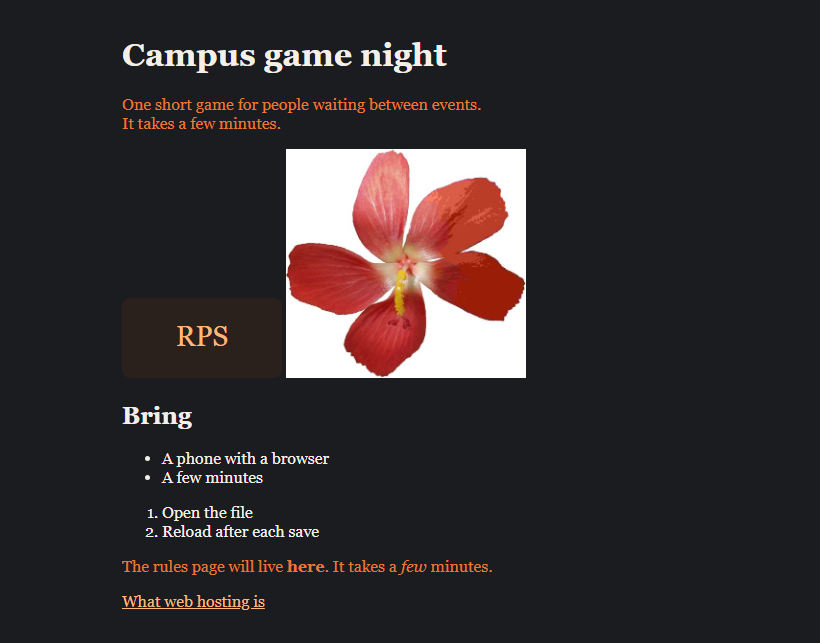 Campus game night
One short game for people waiting between events.
It takes a few minutes.
RPS
Bring
• A phone with a browser
• A few minutes
1. Open the file
2. Reload after each save
The rules page will live here. It takes a few minutes.
What web hosting is